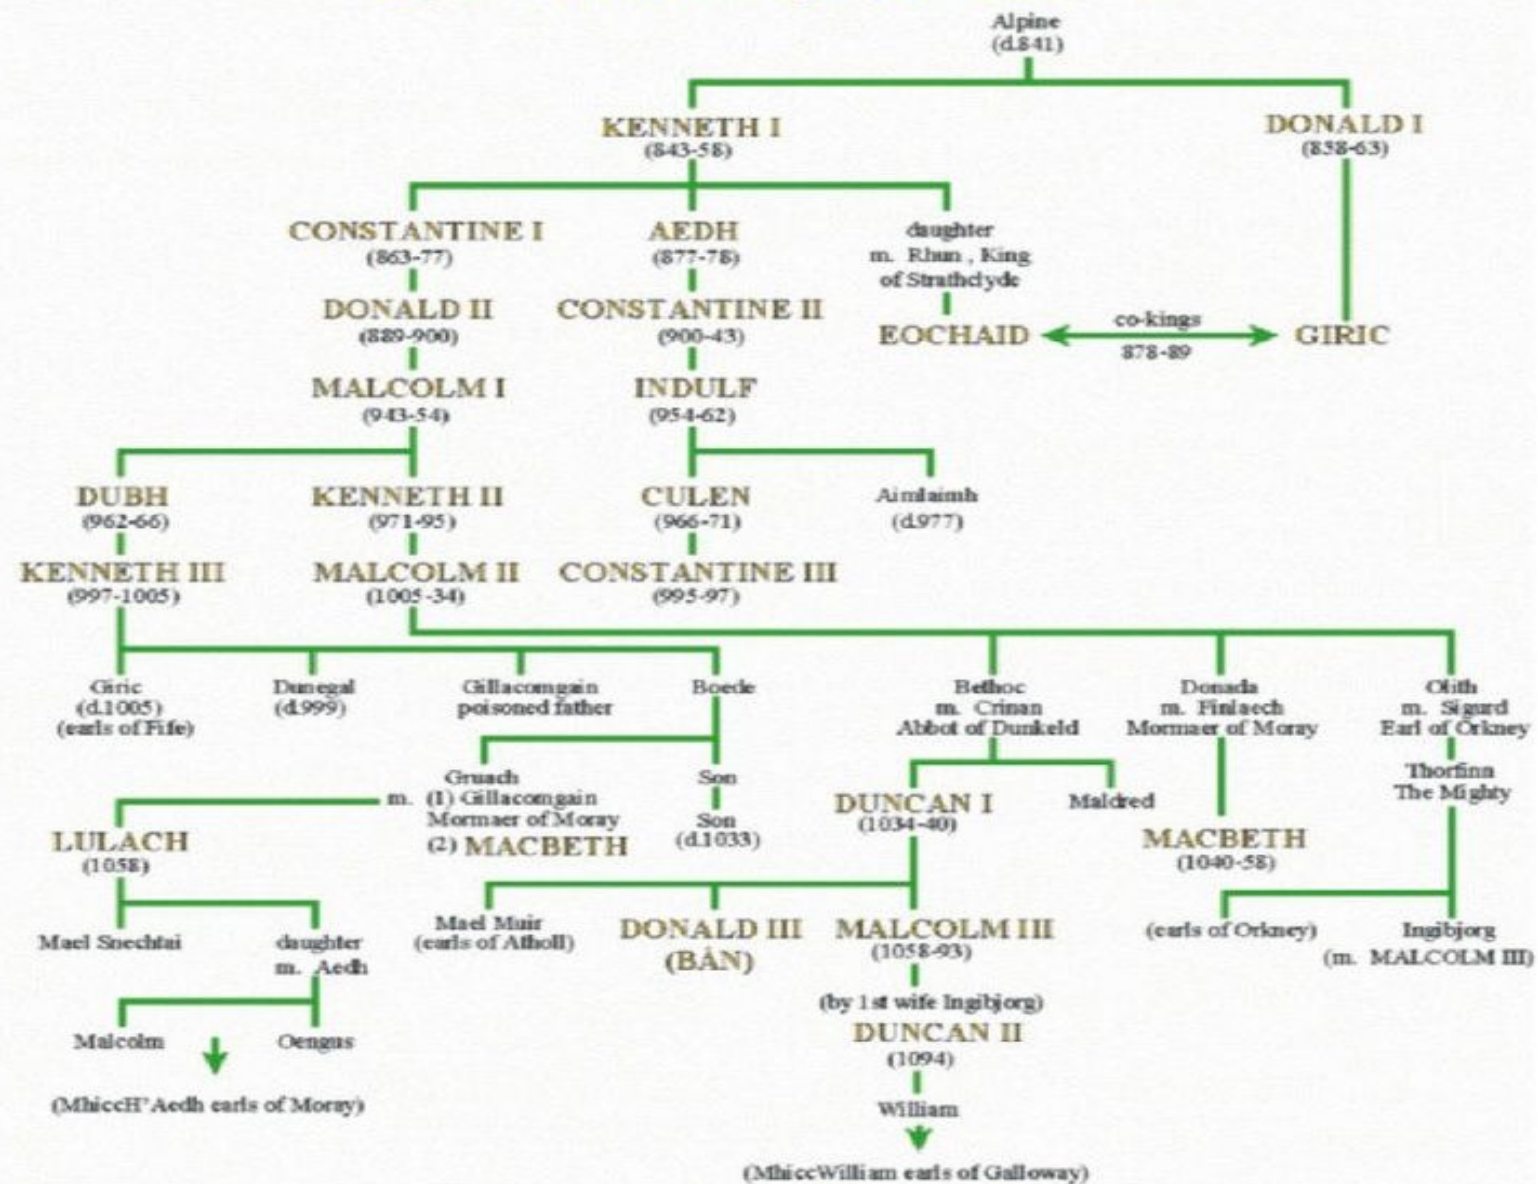 Alpine
(d.841)
KENNETH I
(843-58)
DONALD I
(858-63)
CONSTANTINE I
(863-77)
AEDH
(877-78)
daughter
m. Rhun , King
of Strathclyde
DONALD II
(889-900)
CONSTANTINE II
(900-43)
EOCHAID
co-kings
878-89
GIRIC
MALCOLM I
(943-54)
INDULF
(954-62)
DUBH
(962-66)
KENNETH II
(971-95)
CULEN
(966-71)
Aimlaimh
(d.977)
KENNETH III
(997-1005)
MALCOLM II
(1005-34)
CONSTANTINE III
(995-97)
Giric
(d.1005)
(earls of Fife)
Dunegal
(d.999)
Gillacomgain
poisoned father
Boede
Bethoc
m. Crinan
Abbot of Dunkeld
Donada
m. Finlaech
Mormaer of Moray
Olith
m. Sigurd
Earl of Orkney
Gruach
m. (1) Gillacomgain
Mormaer of Moray
(2) MACBETH
Son
Son
(d.1033)
DUNCAN I
(1034-40)
Maldred
MACBETH
(1040-58)
Thorfinn
The Mighty
LULACH
(1058)
Mael Snechtai
daughter
m. Aedh
Mael Muir
(earls of Atholl)
DONALD III
(BÀN)
MALCOLM III
(1058-93)
(earls of Orkney)
Ingibjorg
(m. MALCOLM III)
(by 1st wife Ingibjorg)
DUNCAN II
(1094)
Malcolm
Oengus
(MhiccH'Aedh earls of Moray)
William
(MhiccWilliam earls of Galloway)